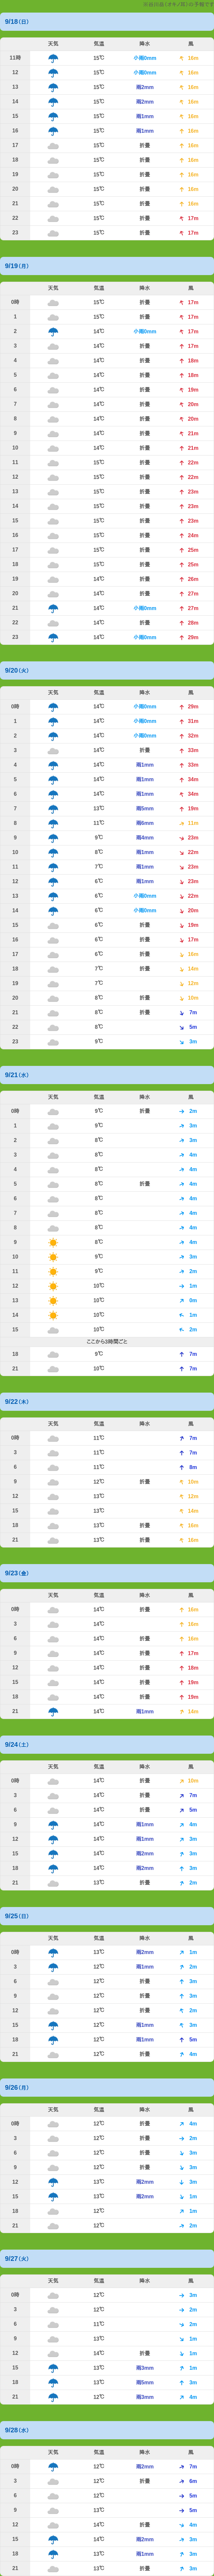 9/18(日)
天気 気温 降水 風
11時 15℃ 小雨0mm 16m
12 15℃ 小雨0mm 16m
13 15℃ 雨2mm 16m
14 15℃ 雨2mm 16m
15 15℃ 雨1mm 16m
16 15℃ 雨1mm 16m
17 15℃ 折畳 16m
18 15℃ 折畳 16m
19 15℃ 折畳 16m
20 15℃ 折畳 16m
21 15℃ 折畳 16m
22 15℃ 折畳 17m
23 15℃ 折畳 17m
9/19(月)
天気 気温 降水 風
0時 15℃ 折畳 17m
1 15℃ 折畳 17m
2 14℃ 小雨0mm 17m
3 14℃ 折畳 17m
4 14℃ 折畳 18m
5 14℃ 折畳 18m
6 14℃ 折畳 19m
7 14℃ 折畳 20m
8 14℃ 折畳 20m
9 14℃ 折畳 21m
10 14℃ 折畳 21m
11 15℃ 折畳 22m
12 15℃ 折畳 22m
13 15℃ 折畳 23m
14 15℃ 折畳 23m
15 15℃ 折畳 23m
16 15℃ 折畳 24m
17 15℃ 折畳 25m
18 15℃ 折畳 25m
19 14℃ 折畳 26m
20 14℃ 折畳 27m
21 14℃ 小雨0mm 27m
22 14℃ 折畳 28m
23 14℃ 小雨0mm 29m
9/20(火)
天気 気温 降水 風
0時 14℃ 小雨0mm 29m
1 14℃ 小雨0mm 31m
2 14℃ 小雨0mm 32m
3 14℃ 折畳 33m
4 14℃ 雨1mm 33m
5 14℃ 雨1mm 34m
6 14℃ 雨1mm 34m
7 13℃ 雨5mm 19m
8 11℃ 雨6mm 11m
9 9℃ 雨4mm 23m
10 8℃ 雨1mm 22m
11 7℃ 雨1mm 23m
12 6℃ 雨1mm 23m
13 6℃ 小雨0mm 22m
14 6℃ 小雨0mm 20m
15 6℃ 折畳 19m
16 6℃ 折畳 17m
17 6℃ 折畳 16m
18 7℃ 折畳 14m
19 7℃ 12m
20 8℃ 折畳 10m
21 8℃ 折畳 7m
22 8℃ 5m
23 9℃ 3m
9/21(水)
天気 気温 降水 風
0時 9℃ 折畳 2m
1 9℃ 3m
2 8℃ 3m
3 8℃ 4m
4 8℃ 4m
5 8℃ 折畳 4m
6 8℃ 4m
7 8℃ 4m
8 8℃ 4m
9 8℃ 4m
10 9℃ 3m
11 9℃ 2m
12 10℃ 1m
13 10℃ 0m
14 10℃ 1m
15 10℃ 2m
ここから3時間ごと
18 9℃ 7m
21 10℃ 7m
9/22(木)
天気 気温 降水 風
0時 11℃ 7m
3 11℃ 7m
6 11℃ 8m
9 12℃ 折畳 10m
12 13℃ 12m
15 13℃ 14m
18 13℃ 折畳 16m
21 13℃ 折畳 16m
9/23(金)
天気 気温 降水 風
0時 14℃ 折畳 16m
3 14℃ 16m
6 14℃ 折畳 16m
9 14℃ 折畳 17m
12 14℃ 折畳 18m
15 14℃ 折畳 19m
18 14℃ 折畳 19m
21 14℃ 雨1mm 14m
9/24(土)
天気 気温 降水 風
0時 14℃ 折畳 10m
3 14℃ 折畳 7m
6 14℃ 折畳 5m
9 14℃ 雨1mm 4m
12 14℃ 雨1mm 3m
15 14℃ 雨2mm 3m
18 14℃ 雨2mm 3m
21 13℃ 折畳 2m
9/25(日)
天気 気温 降水 風
0時 13℃ 雨2mm 1m
3 13℃ 雨1mm 2m
6 12℃ 折畳 3m
9 12℃ 折畳 3m
12 12℃ 折畳 2m
15 12℃ 雨1mm 3m
18 12℃ 雨1mm 5m
21 12℃ 折畳 4m
9/26(月)
天気 気温 降水 風
0時 12℃ 折畳 4m
3 12℃ 折畳 2m
6 12℃ 折畳 3m
9 12℃ 折畳 3m
12 13℃ 雨2mm 3m
15 13℃ 雨2mm 1m
18 12℃ 1m
21 12℃ 2m
9/27(火)
天気 気温 降水 風
0時 12℃ 3m
3 12℃ 2m
6 11℃ 2m
9 13℃ 1m
12 14℃ 折畳 1m
15 13℃ 雨3mm 1m
18 13℃ 雨5mm 3m
21 12℃ 雨3mm 4m
9/28(水)
天気 気温 降水 風
0時 12℃ 雨2mm 7m
3 12℃ 折畳 6m
6 12℃ 5m
9 13℃ 5m
12 14℃ 折畳 4m
15 14℃ 雨2mm 3m
18 13℃ 雨1mm 3m
21 13℃ 折畳 3m